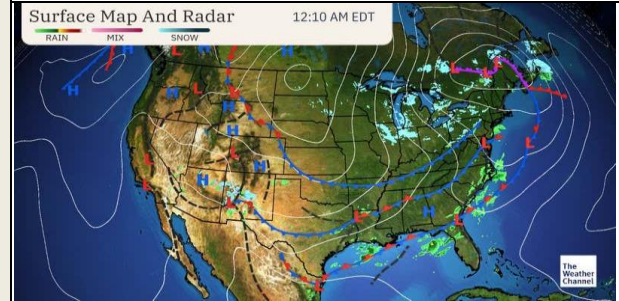 Surface Map And Radar 12:10 AM EDT
RAIN MIX SNOW
L H L H
H H L
L H
H
L L L
L H H
L H
L L H L
L
The
Weather
Channel